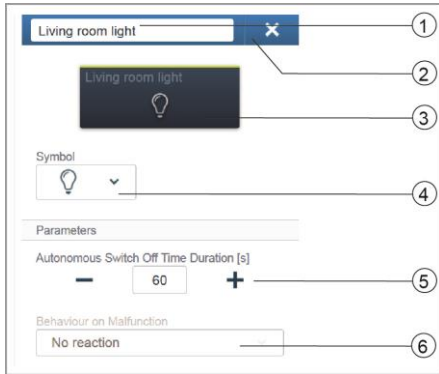 Living room light
1
2
Living room light
3
Symbol
4
Parameters
Autonomous Switch Off Time Duration [s]
60
5
Behaviour on Malfunction
No reaction
6